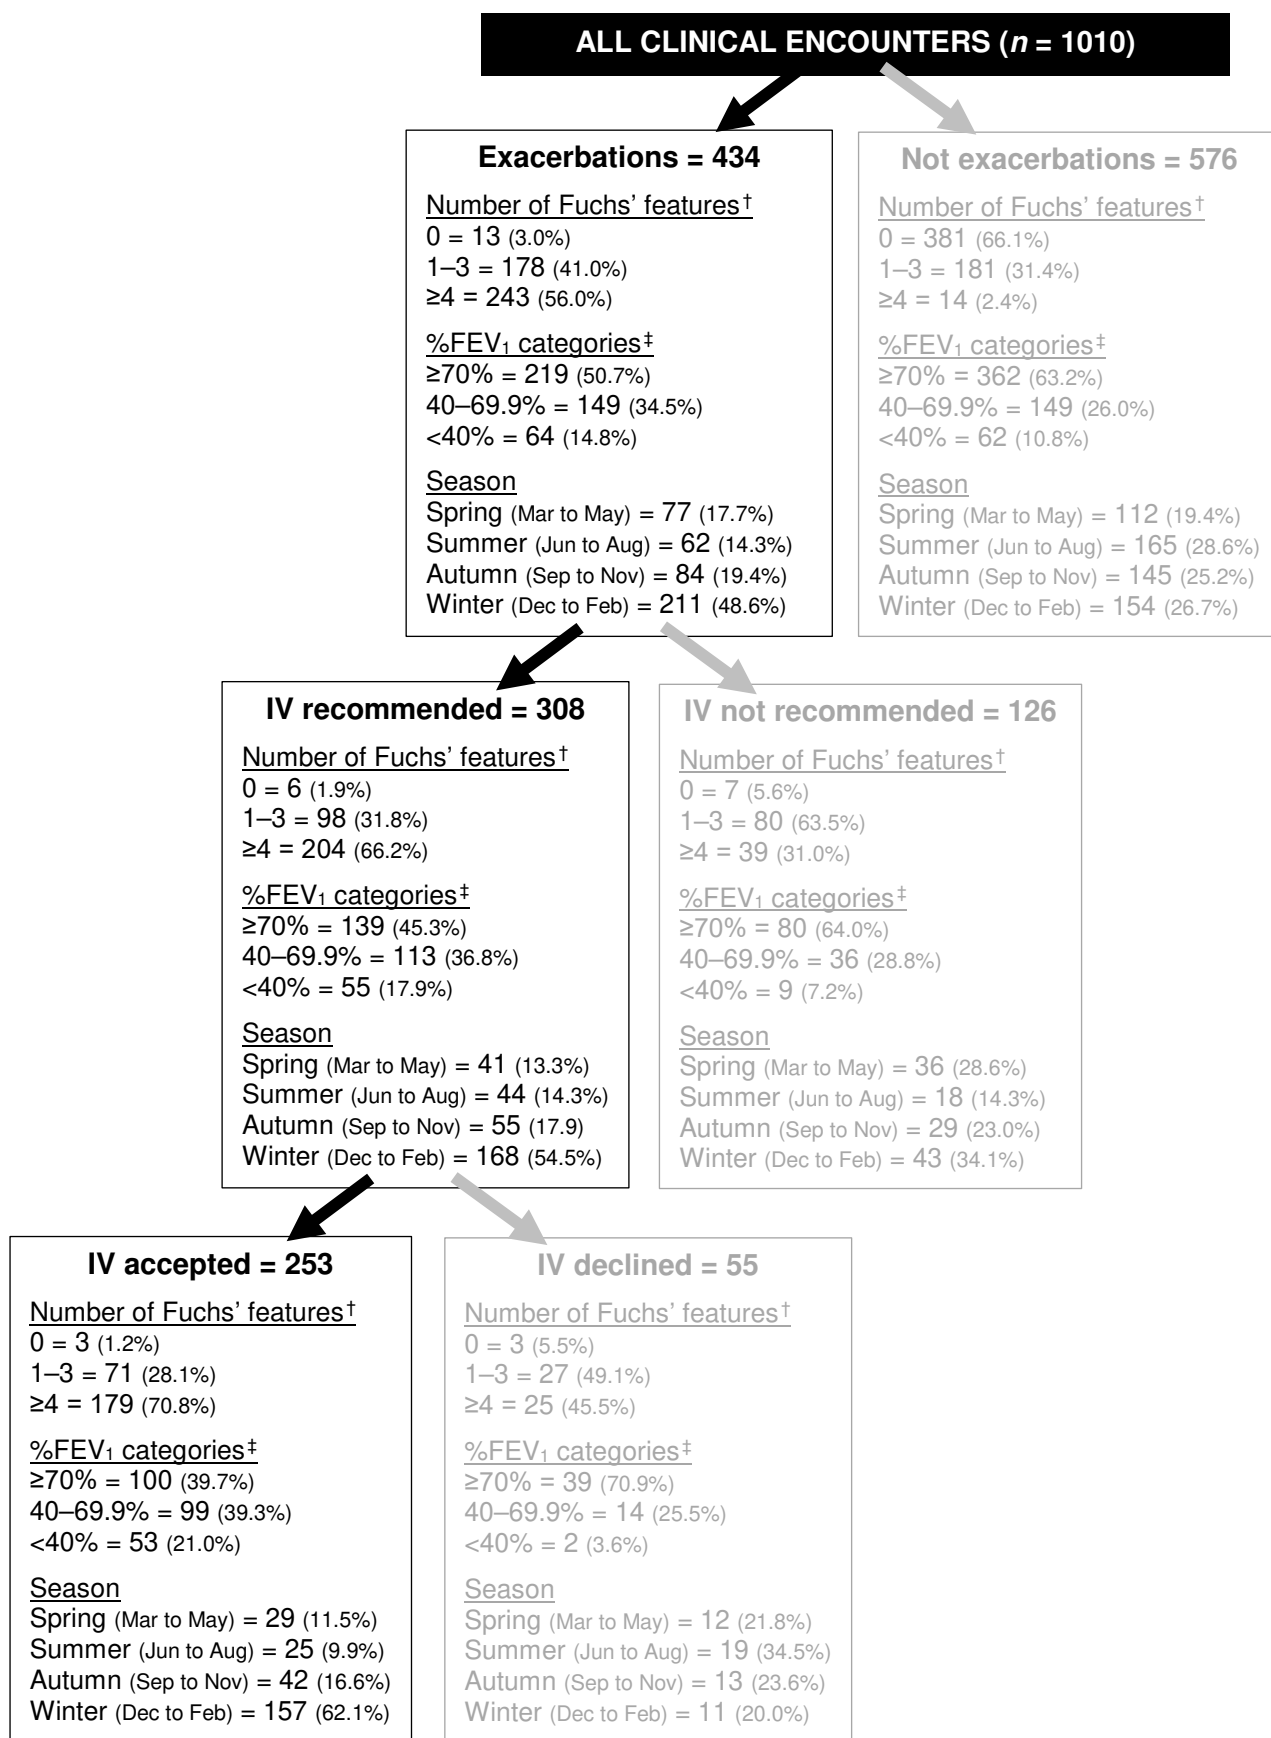 ALL CLINICAL ENCOUNTERS (n = 1010)
Exacerbations = 434
Number of Fuchs’ features†
0 = 13 (3.0%)
1–3 = 178 (41.0%)
≥4 = 243 (56.0%)
%FEV₁ categories‡
≥70% = 219 (50.7%)
40–69.9% = 149 (34.5%)
<40% = 64 (14.8%)
Season
Spring (Mar to May) = 77 (17.7%)
Summer (Jun to Aug) = 62 (14.3%)
Autumn (Sep to Nov) = 84 (19.4%)
Winter (Dec to Feb) = 211 (48.6%)
Not exacerbations = 576
Number of Fuchs’ features†
0 = 381 (66.1%)
1–3 = 181 (31.4%)
≥4 = 14 (2.4%)
%FEV₁ categories‡
≥70% = 362 (63.2%)
40–69.9% = 149 (26.0%)
<40% = 62 (10.8%)
Season
Spring (Mar to May) = 112 (19.4%)
Summer (Jun to Aug) = 165 (28.6%)
Autumn (Sep to Nov) = 145 (25.2%)
Winter (Dec to Feb) = 154 (26.7%)
IV recommended = 308
Number of Fuchs’ features†
0 = 6 (1.9%)
1–3 = 98 (31.8%)
≥4 = 204 (66.2%)
%FEV₁ categories‡
≥70% = 139 (45.3%)
40–69.9% = 113 (36.8%)
<40% = 55 (17.9%)
Season
Spring (Mar to May) = 41 (13.3%)
Summer (Jun to Aug) = 44 (14.3%)
Autumn (Sep to Nov) = 55 (17.9)
Winter (Dec to Feb) = 168 (54.5%)
IV not recommended = 126
Number of Fuchs’ features†
0 = 7 (5.6%)
1–3 = 80 (63.5%)
≥4 = 39 (31.0%)
%FEV₁ categories‡
≥70% = 80 (64.0%)
40–69.9% = 36 (28.8%)
<40% = 9 (7.2%)
Season
Spring (Mar to May) = 36 (28.6%)
Summer (Jun to Aug) = 18 (14.3%)
Autumn (Sep to Nov) = 29 (23.0%)
Winter (Dec to Feb) = 43 (34.1%)
IV accepted = 253
Number of Fuchs’ features†
0 = 3 (1.2%)
1–3 = 71 (28.1%)
≥4 = 179 (70.8%)
%FEV₁ categories‡
≥70% = 100 (39.7%)
40–69.9% = 99 (39.3%)
<40% = 53 (21.0%)
Season
Spring (Mar to May) = 29 (11.5%)
Summer (Jun to Aug) = 25 (9.9%)
Autumn (Sep to Nov) = 42 (16.6%)
Winter (Dec to Feb) = 157 (62.1%)
IV declined = 55
Number of Fuchs’ features†
0 = 3 (5.5%)
1–3 = 27 (49.1%)
≥4 = 25 (45.5%)
%FEV₁ categories‡
≥70% = 39 (70.9%)
40–69.9% = 14 (25.5%)
<40% = 2 (3.6%)
Season
Spring (Mar to May) = 12 (21.8%)
Summer (Jun to Aug) = 19 (34.5%)
Autumn (Sep to Nov) = 13 (23.6%)
Winter (Dec to Feb) = 11 (20.0%)